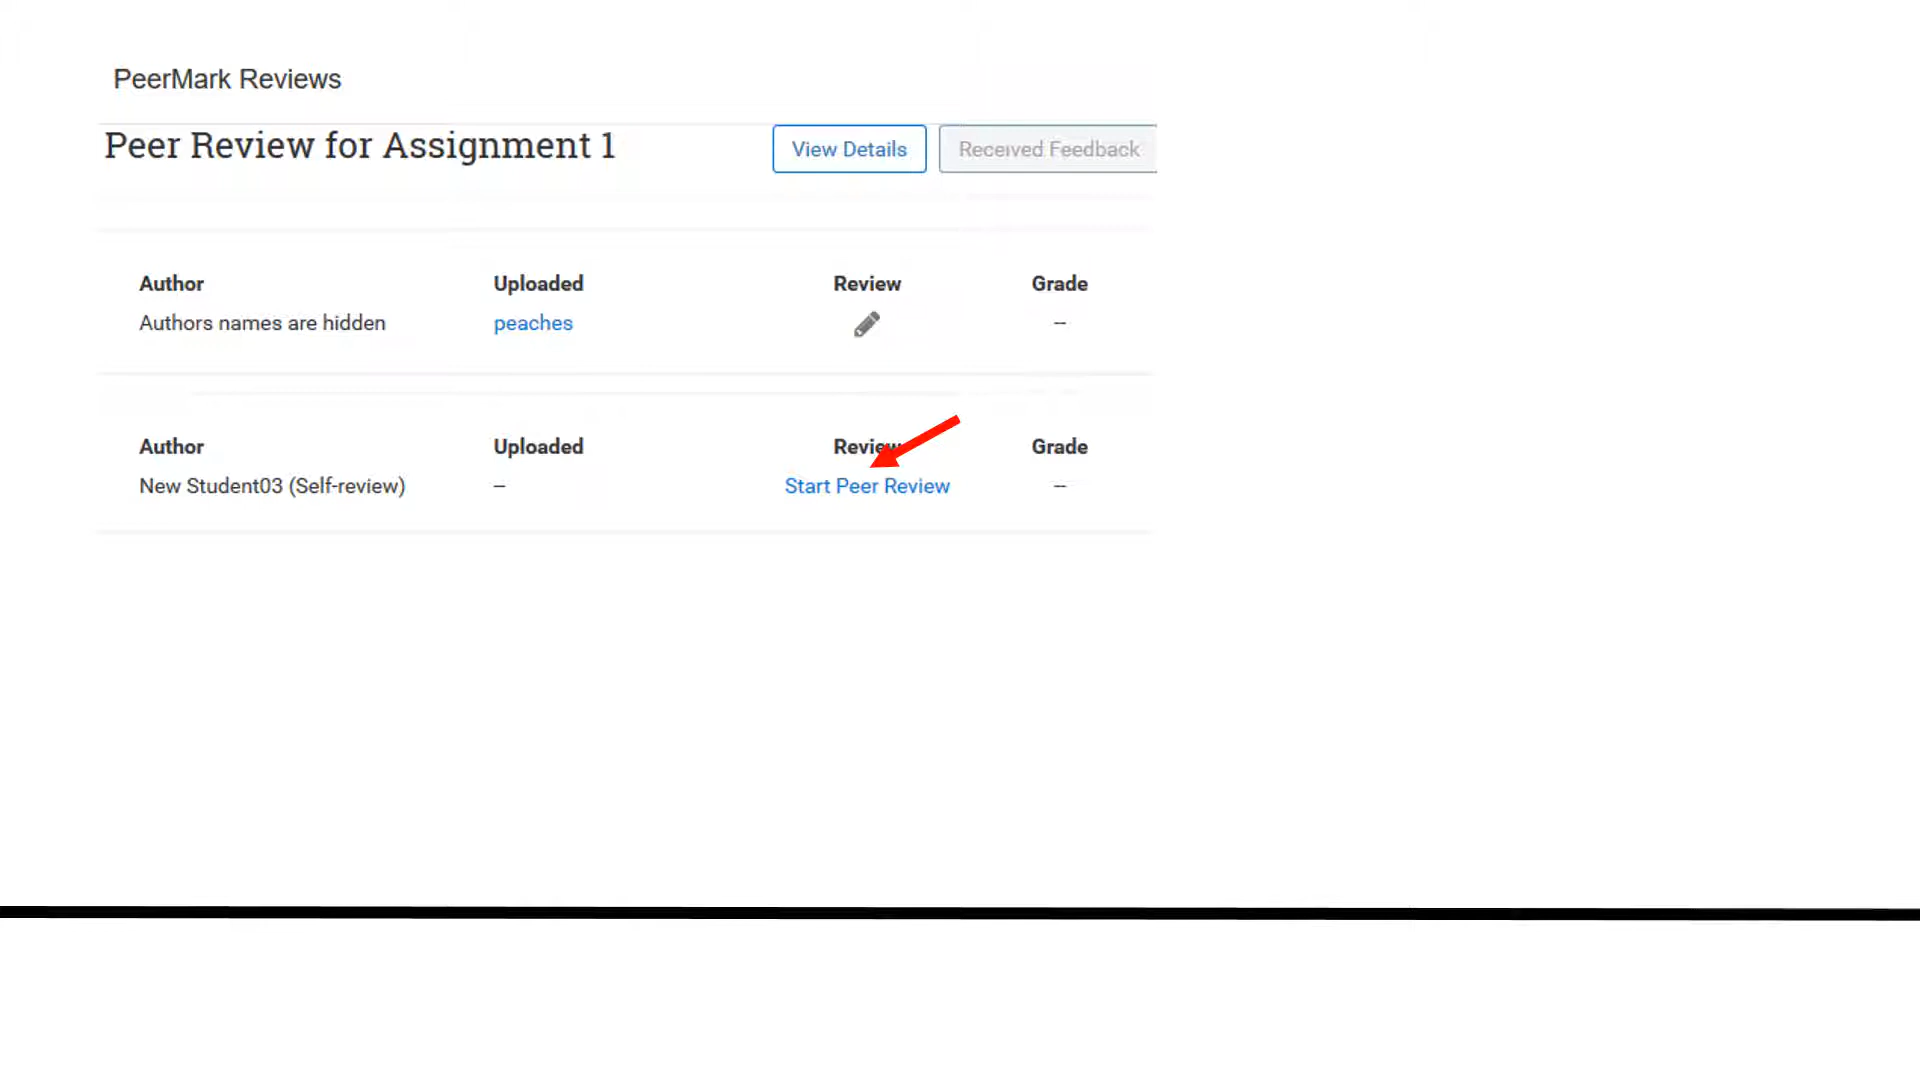 PeerMark Reviews
Peer Review for Assignment 1
View Details
Received Feedback
Author Uploaded Review Grade
Authors names are hidden peaches --
Author Uploaded Review Grade
New Student03 (Self-review) -- Start Peer Review --